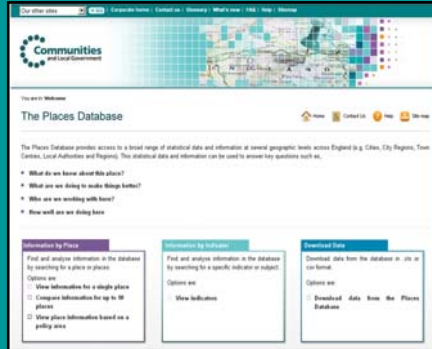 Our other sites GO Corporate home | Contact us | Glossary | What's new | FAQ | Help | Sitemap
Communities
and Local Government
You are in: Welcome
The Places Database
Home Contact Us Help Site map
The Places Database provides access to a broad range of statistical data and information at several geographic levels across England (e.g. Cities, City Regions, Town
Centres, Local Authorities and Regions). This statistical data and information can be used to answer key questions such as,
What do we know about this place?
What are we doing to make things better?
Who are we working with here?
How well are we doing here
Information by Place
Find and analyse information in the database
by searching for a place or places.
Options are:
View information for a single place
Compare information for up to 10
places
View place information based on a
policy area
Information by Indicator
Find and analyse information in the database
by searching for a specific indicator or subject.
Options are:
View indicators
Download Data
Download data from the database in .xls or
csv format.
Options are:
Download data from the Places
Database